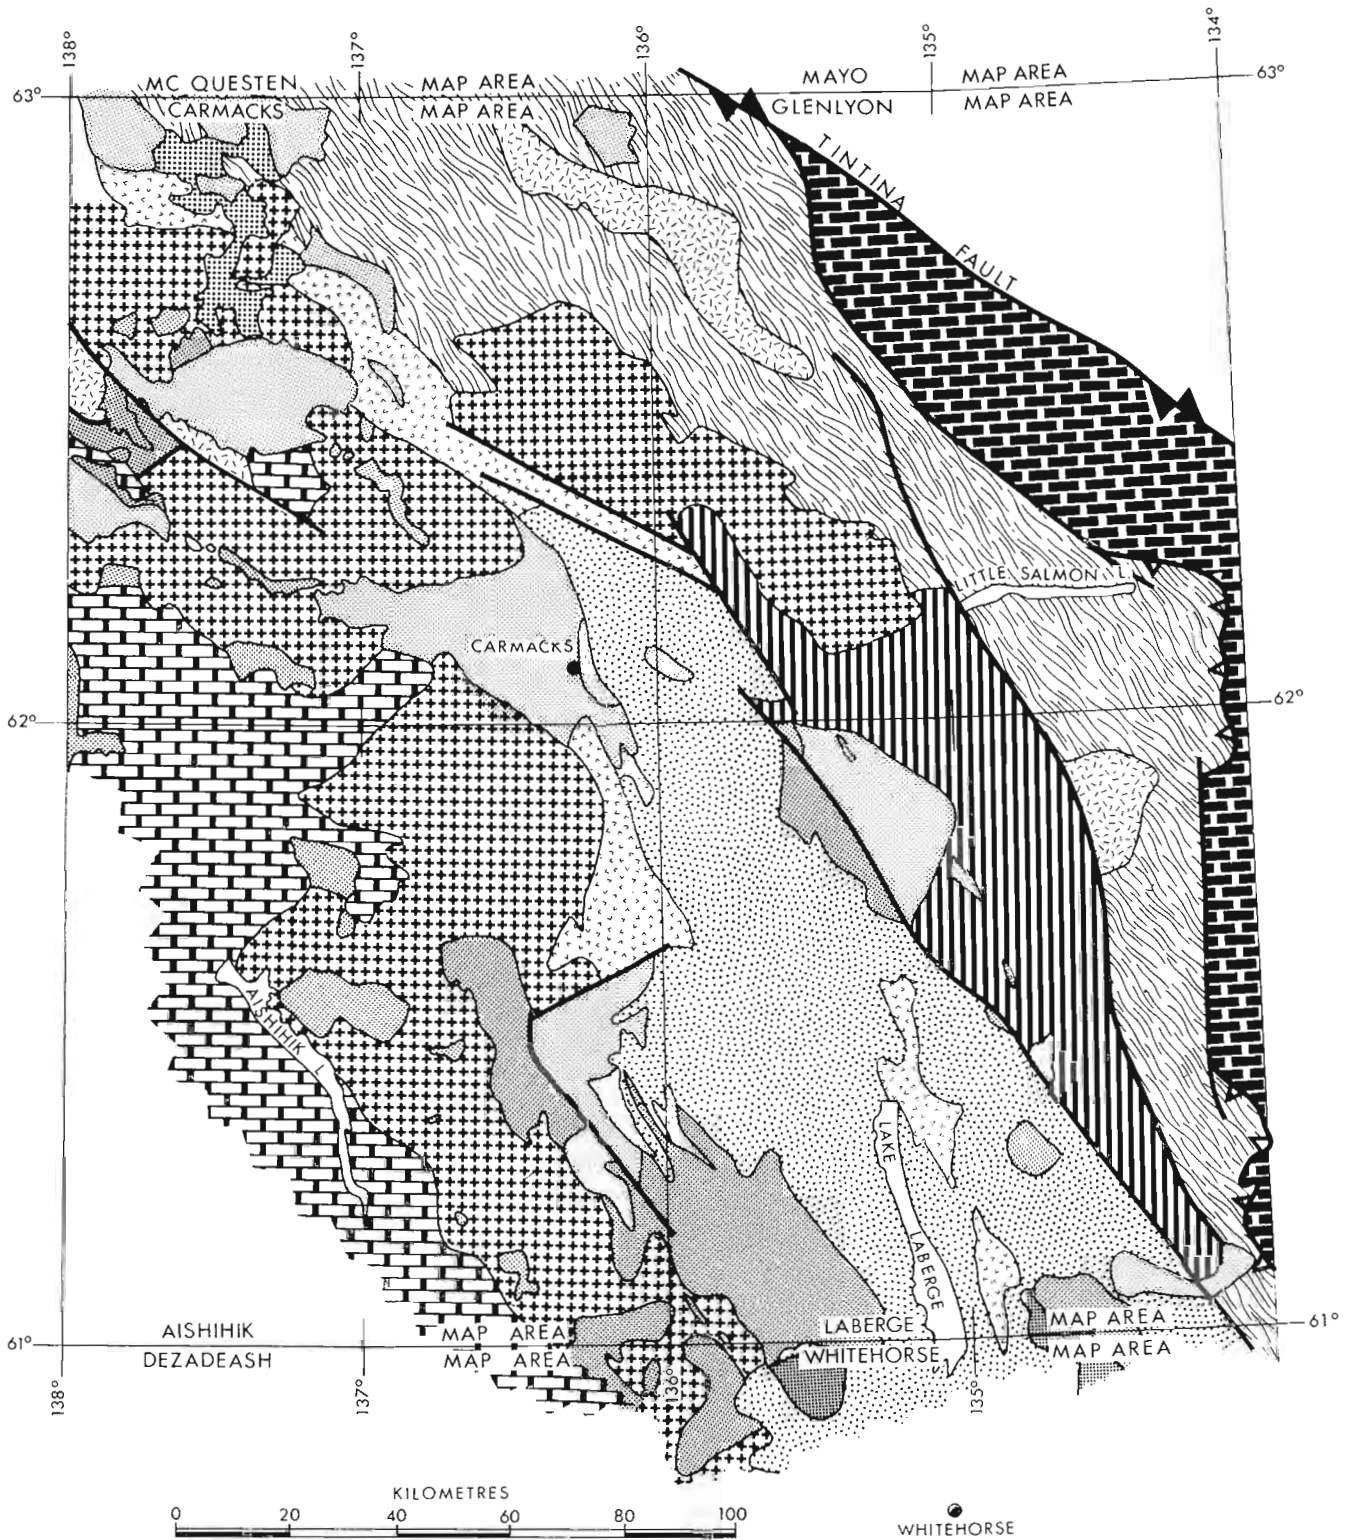 138°
137°
136°
135°
134°
63°
MC QUESTEN
MAP AREA
MAYO
MAP AREA
63°
CARMACKS
MAP AREA
GLENLYON
MAP AREA
TINTINA
FAULT
LITTLE SALMON L.
CARMACKS
62°
62°
AISHIHIK L.
LAKE
LABERGE
61°
AISHIHIK
MAP AREA
LABERGE
MAP AREA
61°
DEZADEASH
MAP AREA
WHITEHORSE
MAP AREA
138°
137°
136°
135°
KILOMETRES
0 20 40 60 80 100
WHITEHORSE